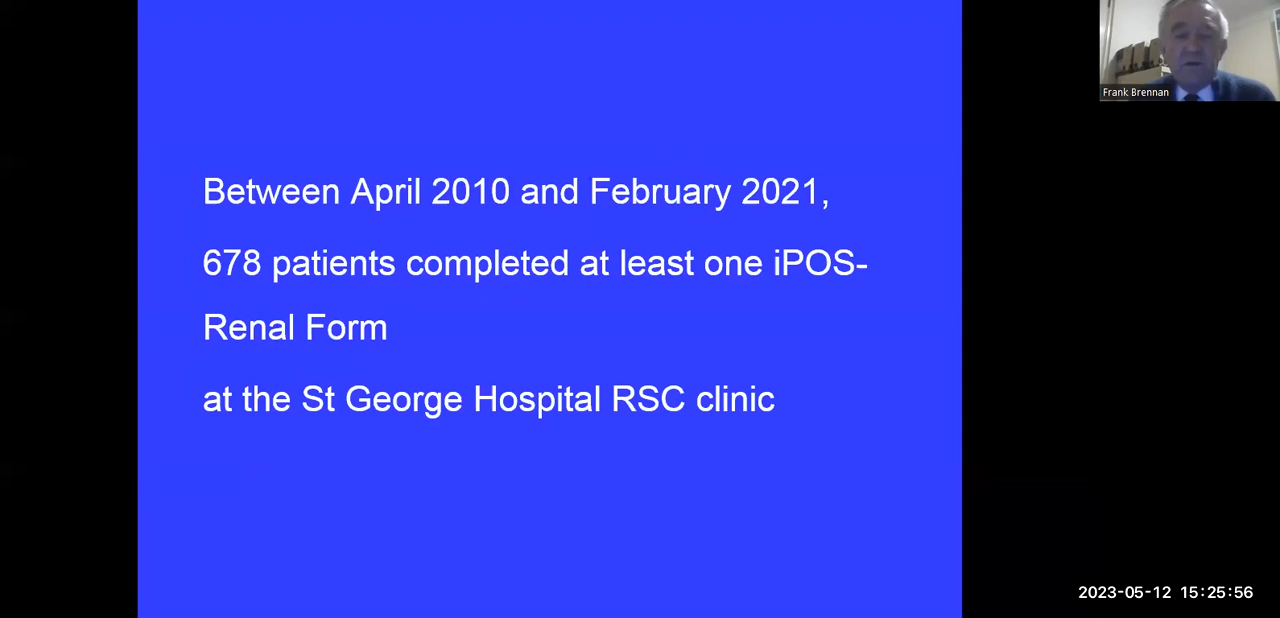 Frank Brennan
Between April 2010 and February 2021,
678 patients completed at least one iPOS-
Renal Form
at the St George Hospital RSC clinic
2023-05-12 15:25:56